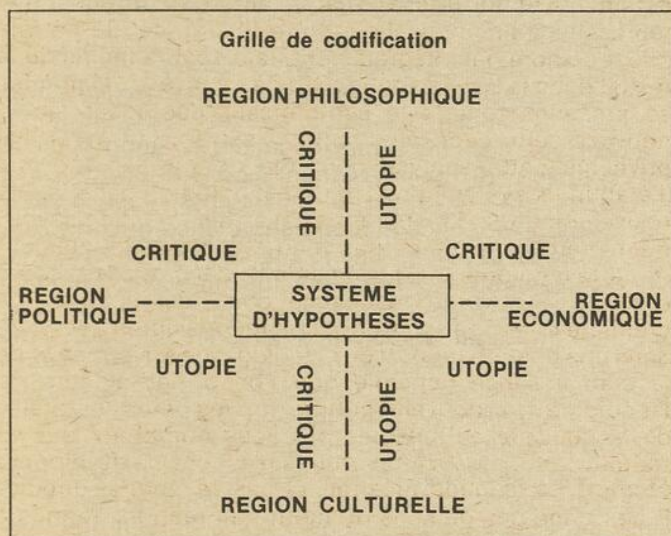 Grille de codification
REGION PHILOSOPHIQUE
CRITIQUE
UTOPIE
CRITIQUE
CRITIQUE
REGION
POLITIQUE
SYSTEME
D'HYPOTHESES
REGION
ECONOMIQUE
UTOPIE
CRITIQUE
UTOPIE
UTOPIE
REGION CULTURELLE